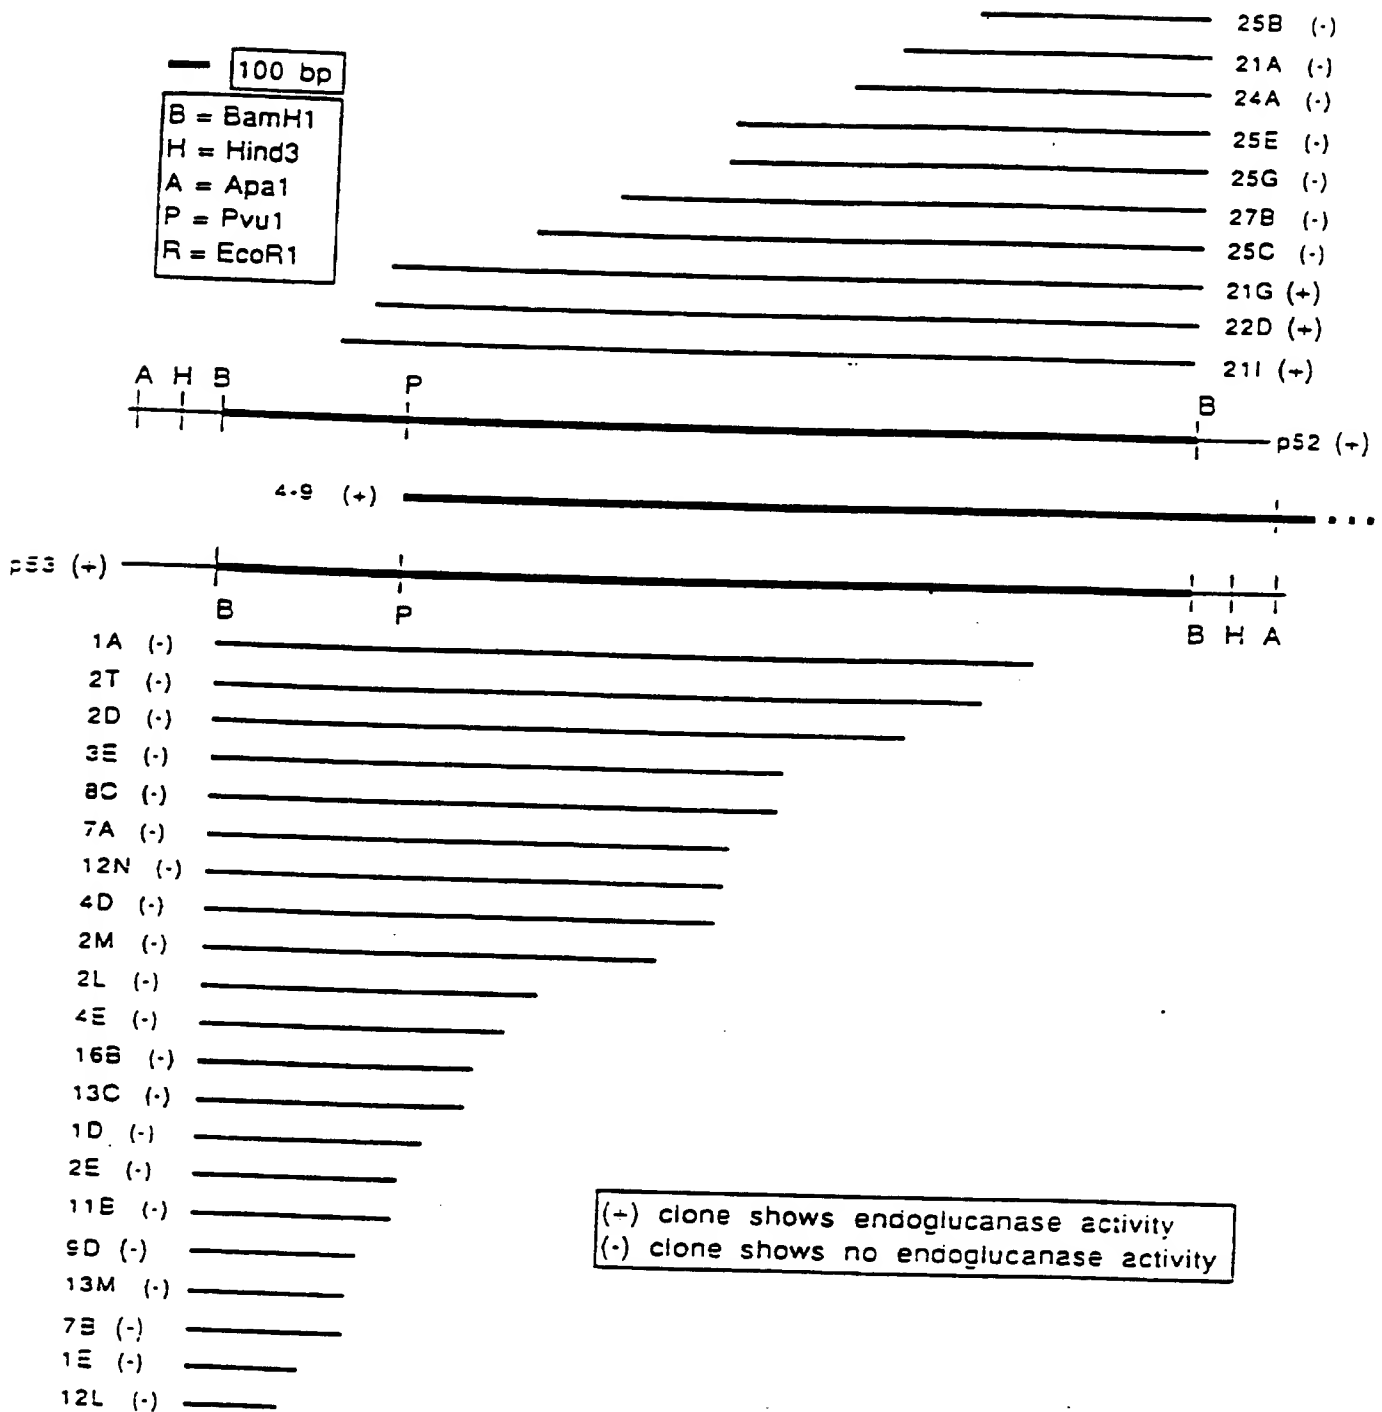 25B (-)
21A (-)
24A (-)
25E (-)
25G (-)
27B (-)
25C (-)
21G (+)
22D (+)
21I (+)
100 bp
B = BamH1
H = Hind3
A = Apa1
P = Pvu1
R = EcoR1
A H B P B
p52 (+)
4-9 (+)
p53 (+)
B P B H A
1A (-)
2T (-)
2D (-)
3E (-)
8C (-)
7A (-)
12N (-)
4D (-)
2M (-)
2L (-)
4E (-)
16B (-)
13C (-)
1D (-)
2E (-)
11E (-)
9D (-)
13M (-)
7B (-)
1E (-)
12L (-)
(+) clone shows endoglucanase activity
(-) clone shows no endoglucanase activity